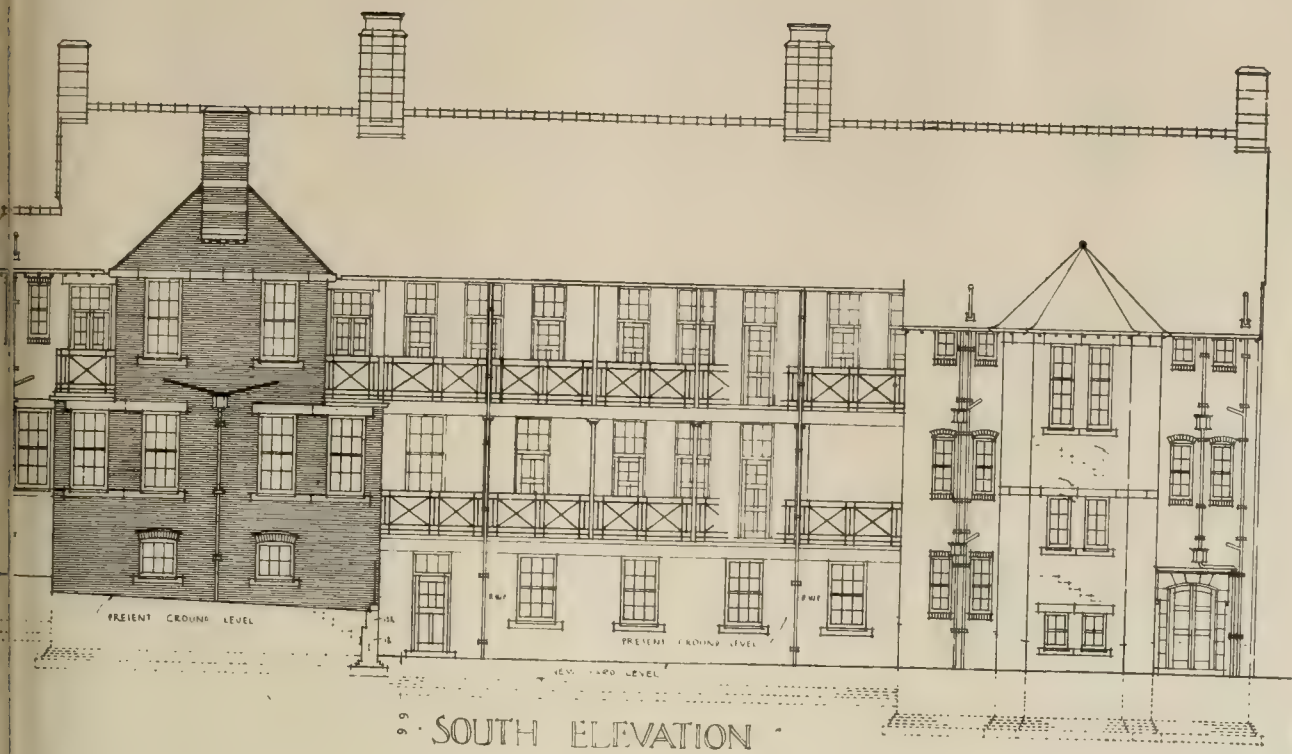 PRESENT GROUND LEVEL
R.W.P.
R.W.P.
PRESENT GROUND LEVEL
NEW YARD LEVEL
SOUTH ELEVATION